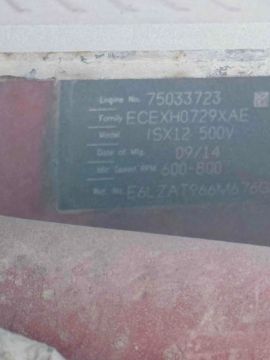 Engine No. 75033723
Family ECEXH0729XAE
Model ISX12 500V
Date of Mfg. 09/14
Idle Speed RPM 600-800